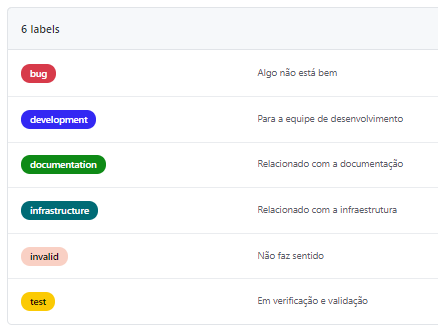 6 labels
bug Algo não está bem
development Para a equipe de desenvolvimento
documentation Relacionado com a documentação
infrastructure Relacionado com a infraestrutura
invalid Não faz sentido
test Em verificação e validação